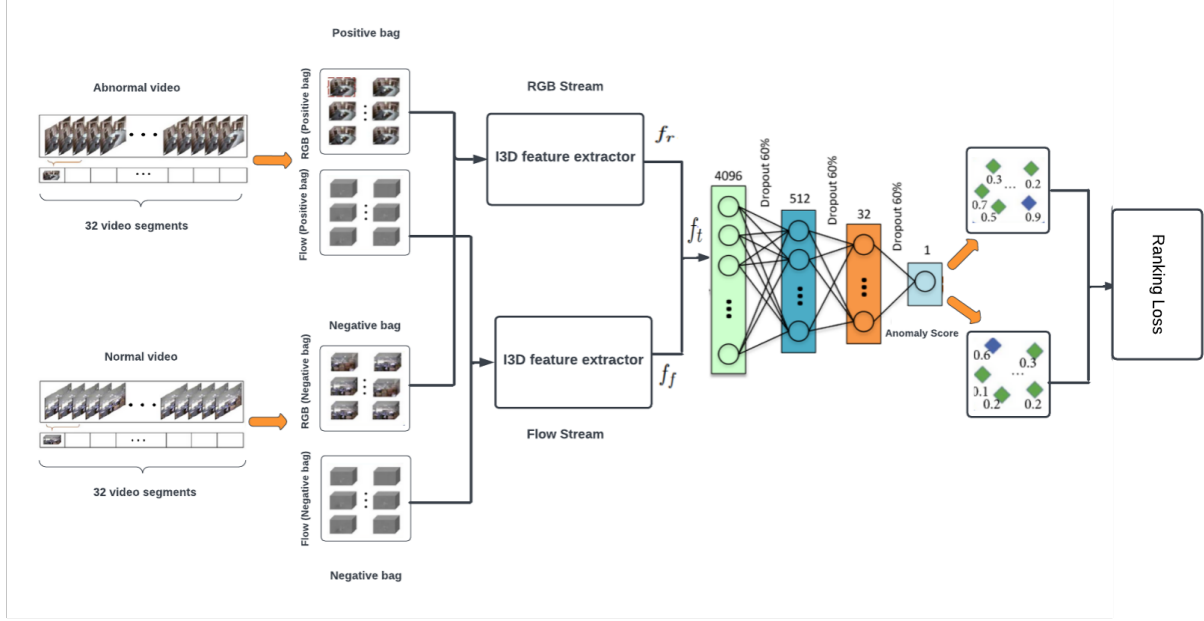 Positive bag
Abnormal video
32 video segments
RGB (Positive bag)
Flow (Positive bag)
Negative bag
Normal video
32 video segments
RGB (Negative bag)
Flow (Negative bag)
Negative bag
RGB Stream
I3D feature extractor
f_r
I3D feature extractor
f_f
Flow Stream
f_t
4096
Dropout 60%
512
Dropout 60%
32
Dropout 60%
1
Anomaly Score
0.3 ... 0.2
0.7
0.5 0.9
0.6 0.3
...
0.1
0.2 0.2
Ranking Loss